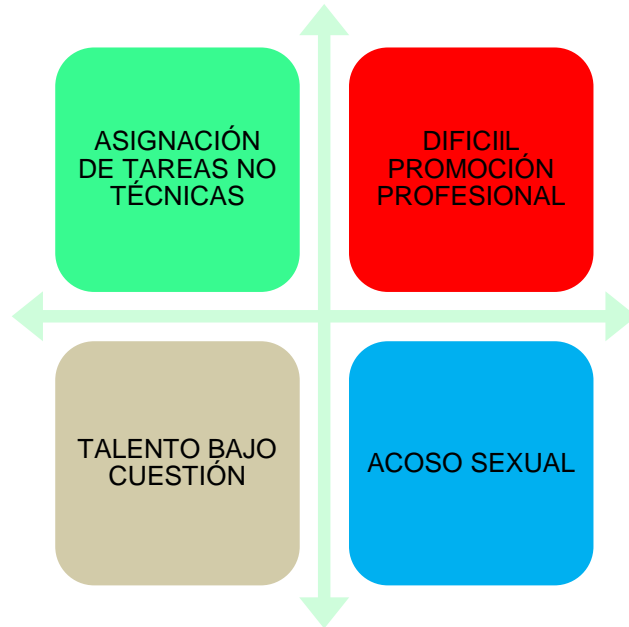 ASIGNACIÓN
DE TAREAS NO
TÉCNICAS
DIFICIIL
PROMOCIÓN
PROFESIONAL
TALENTO BAJO
CUESTIÓN
ACOSO SEXUAL